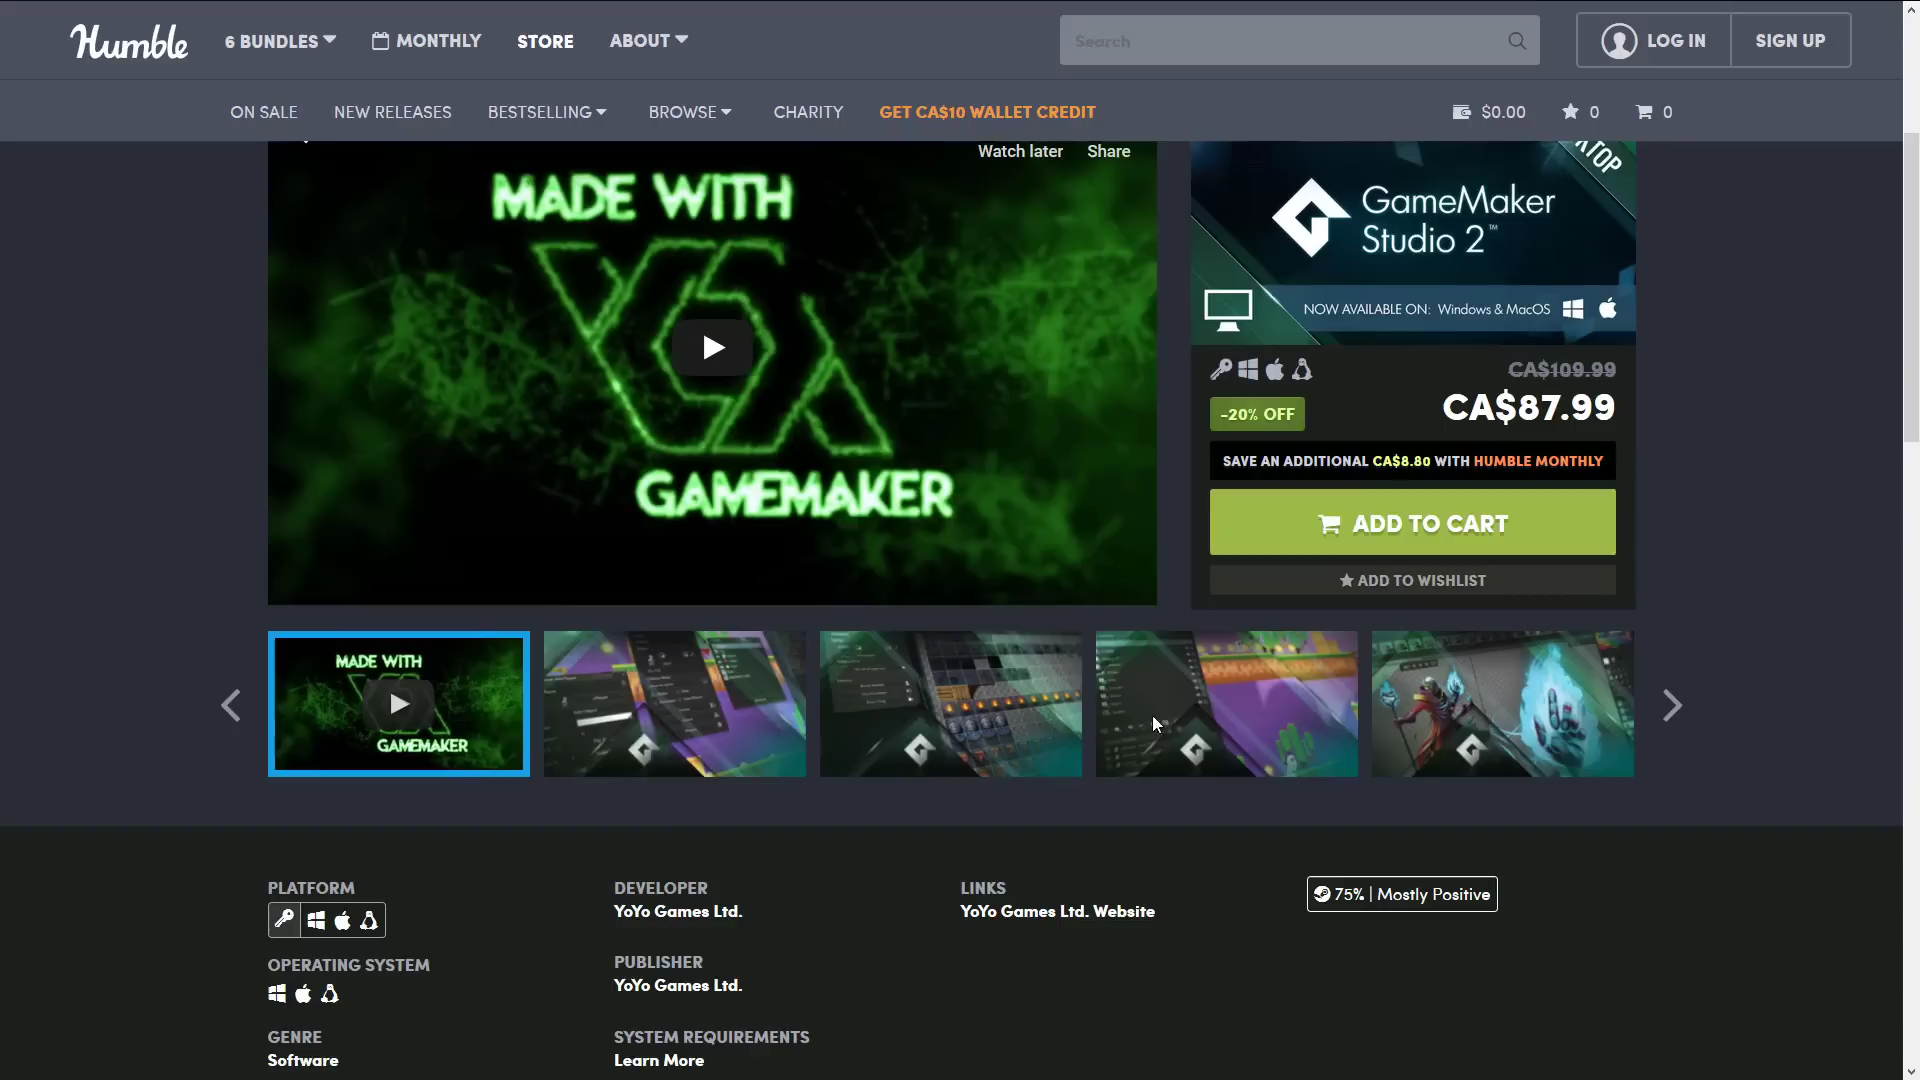 Humble
6 BUNDLES
MONTHLY
STORE
ABOUT
Search
LOG IN
SIGN UP
ON SALE
NEW RELEASES
BESTSELLING
BROWSE
CHARITY
GET CA$10 WALLET CREDIT
$0.00
0
0
Watch later
Share
MADE WITH
GAMEMAKER
GameMaker
Studio 2™
NOW AVAILABLE ON: Windows & MacOS
CA$109.99
-20% OFF
CA$87.99
SAVE AN ADDITIONAL CA$8.80 WITH HUMBLE MONTHLY
ADD TO CART
ADD TO WISHLIST
MADE WITH
GAMEMAKER
PLATFORM
DEVELOPER
YoYo Games Ltd.
LINKS
YoYo Games Ltd. Website
75% | Mostly Positive
OPERATING SYSTEM
PUBLISHER
YoYo Games Ltd.
GENRE
Software
SYSTEM REQUIREMENTS
Learn More